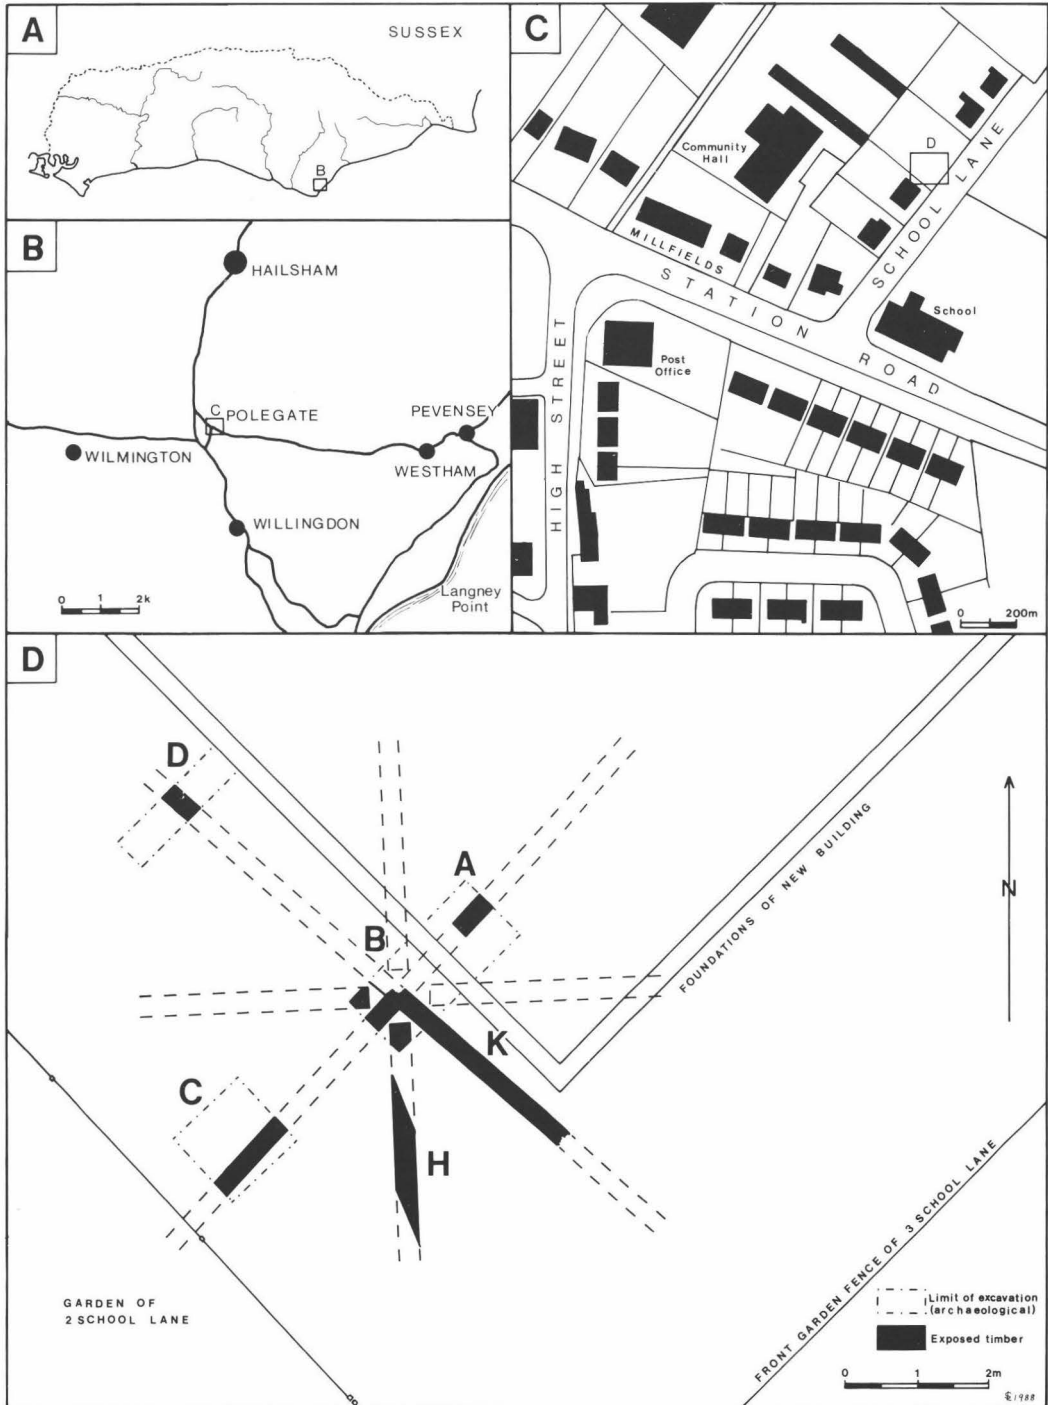 A
SUSSEX
B
B
HAILSHAM
C
POLEGATE
PEVENSEY
WILMINGTON
WESTHAM
WILLINGDON
Langney
Point
0 1 2k
C
Community
Hall
D
MILLFIELDS
SCHOOL LANE
STATION ROAD
School
HIGH STREET
Post
Office
0 200m
D
D
A
B
K
C
H
N
FOUNDATIONS OF NEW BUILDING
FRONT GARDEN FENCE OF 3 SCHOOL LANE
GARDEN OF
2 SCHOOL LANE
Limit of excavation
(archaeological)
Exposed timber
0 1 2m
1988